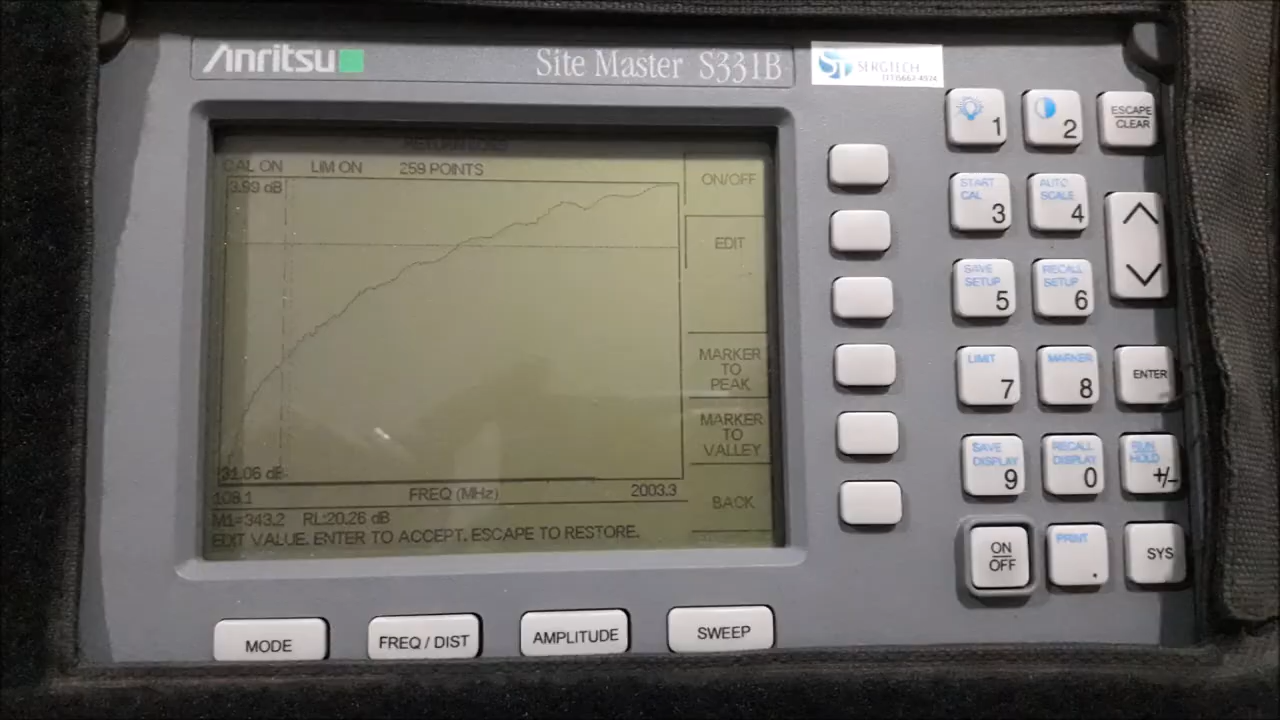 Anritsu
Site Master S331B
ST SERGTECH
RETURN LOSS
CAL ON LIM ON 259 POINTS
3.99 dB
31.06 dB
108.1 FREQ (MHz) 2003.3
M1=343.2 RL:20.26 dB
EDIT VALUE. ENTER TO ACCEPT. ESCAPE TO RESTORE.
ON/OFF
EDIT
MARKER
TO
PEAK
MARKER
TO
VALLEY
BACK
1
2
ESCAPE
CLEAR
START
CAL
3
AUTO
SCALE
4
SAVE
SETUP
5
RECALL
SETUP
6
LIMIT
7
MARKER
8
ENTER
SAVE
DISPLAY
9
RECALL
DISPLAY
0
RUN
HOLD
+/-
ON
OFF
PRINT
.
SYS
MODE
FREQ / DIST
AMPLITUDE
SWEEP